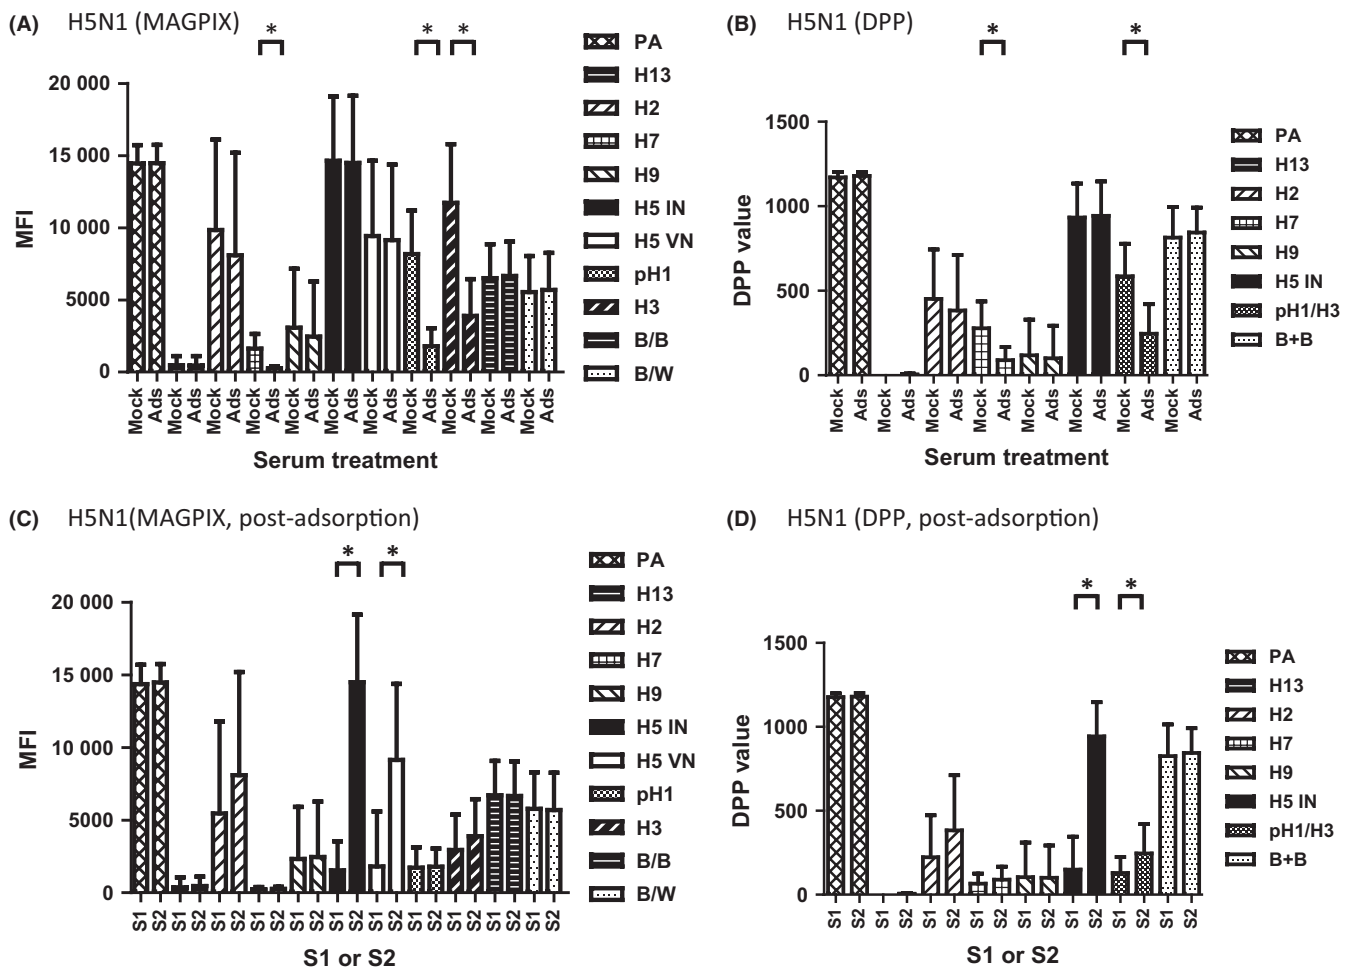 (A) H5N1 (MAGPIX)
* * *
20 000
15 000
10 000
5000
0
MFI
Mock Ads Mock Ads Mock Ads Mock Ads Mock Ads Mock Ads Mock Ads Mock Ads Mock Ads Mock Ads Mock Ads
Serum treatment
PA
H13
H2
H7
H9
H5 IN
H5 VN
pH1
H3
B/B
B/W
(B) H5N1 (DPP)
* *
1500
1000
500
0
DPP value
Mock Ads Mock Ads Mock Ads Mock Ads Mock Ads Mock Ads Mock Ads Mock Ads
Serum treatment
PA
H13
H2
H7
H9
H5 IN
pH1/H3
B+B
(C) H5N1(MAGPIX, post-adsorption)
* *
20 000
15 000
10 000
5000
0
MFI
S1 S2 S1 S2 S1 S2 S1 S2 S1 S2 S1 S2 S1 S2 S1 S2 S1 S2 S1 S2 S1 S2
S1 or S2
PA
H13
H2
H7
H9
H5 IN
H5 VN
pH1
H3
B/B
B/W
(D) H5N1 (DPP, post-adsorption)
* *
1500
1000
500
0
DPP value
S1 S2 S1 S2 S1 S2 S1 S2 S1 S2 S1 S2 S1 S2 S1 S2
S1 or S2
PA
H13
H2
H7
H9
H5 IN
pH1/H3
B+B